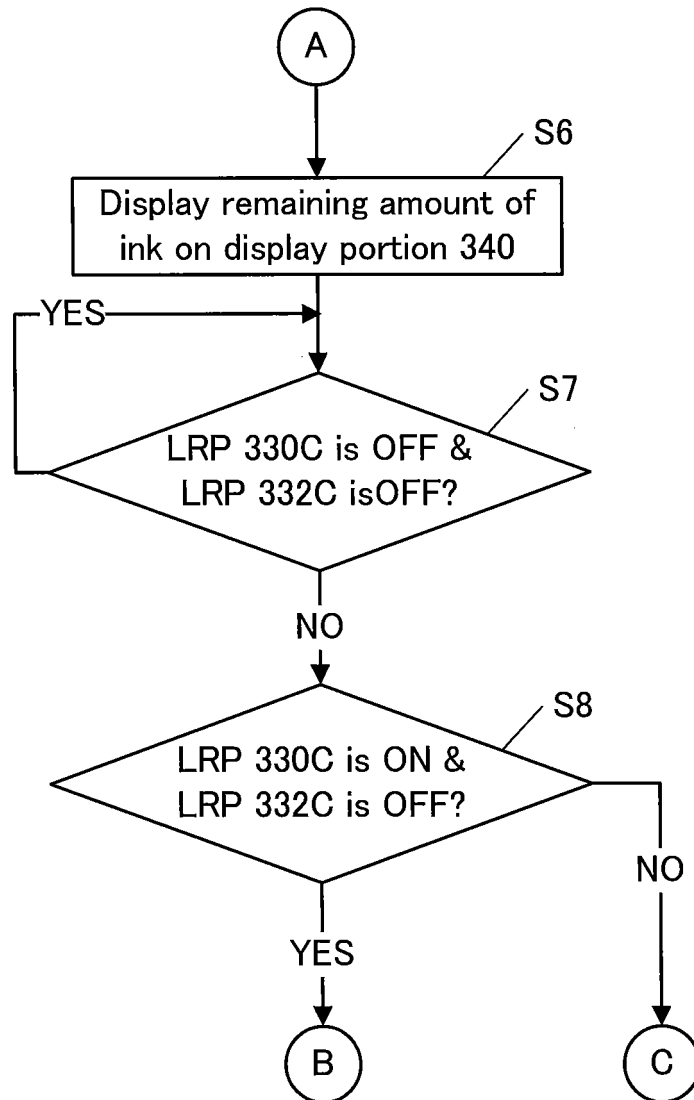 A
S6
Display remaining amount of
ink on display portion 340
YES
S7
LRP 330C is OFF &
LRP 332C isOFF?
NO
S8
LRP 330C is ON &
LRP 332C is OFF?
NO
YES
B
C